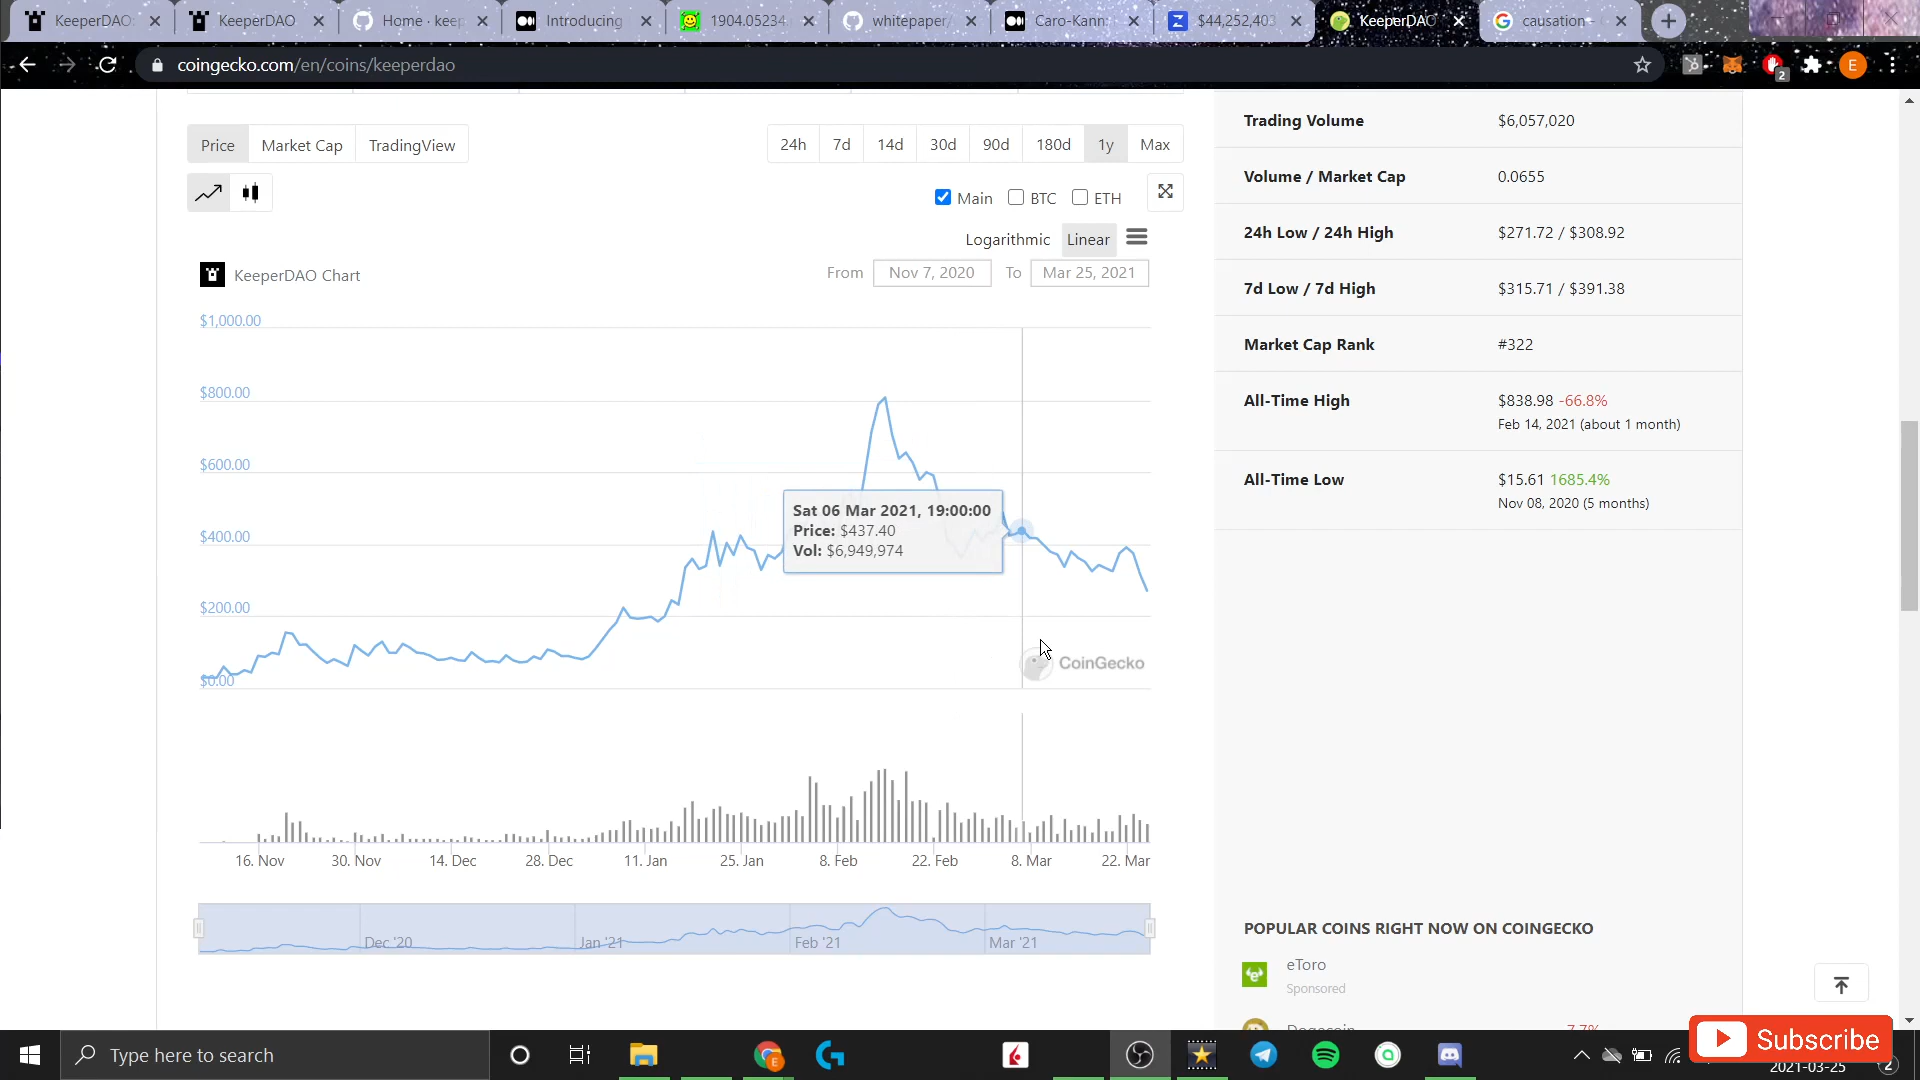 KeeperDAO:
KeeperDAO
Home · keep
Introducing
1904.05234.
whitepaper/
Caro-Kann:
$44,252,403
KeeperDAO
causation -
coingecko.com/en/coins/keeperdao
E
2
Price
Market Cap
TradingView
24h
7d
14d
30d
90d
180d
1y
Max
Main
BTC
ETH
Logarithmic
Linear
KeeperDAO Chart
From
Nov 7, 2020
To
Mar 25, 2021
$1,000.00
$800.00
$600.00
$400.00
$200.00
$0.00
Sat 06 Mar 2021, 19:00:00
Price: $437.40
Vol: $6,949,974
CoinGecko
16. Nov
30. Nov
14. Dec
28. Dec
11. Jan
25. Jan
8. Feb
22. Feb
8. Mar
22. Mar
Dec '20
Jan '21
Feb '21
Mar '21
Trading Volume
$6,057,020
Volume / Market Cap
0.0655
24h Low / 24h High
$271.72 / $308.92
7d Low / 7d High
$315.71 / $391.38
Market Cap Rank
#322
All-Time High
$838.98 -66.8%
Feb 14, 2021 (about 1 month)
All-Time Low
$15.61 1685.4%
Nov 08, 2020 (5 months)
POPULAR COINS RIGHT NOW ON COINGECKO
eToro
Sponsored
Dogecoin
-7.7%
Type here to search
E
Subscribe
2021-03-25
2